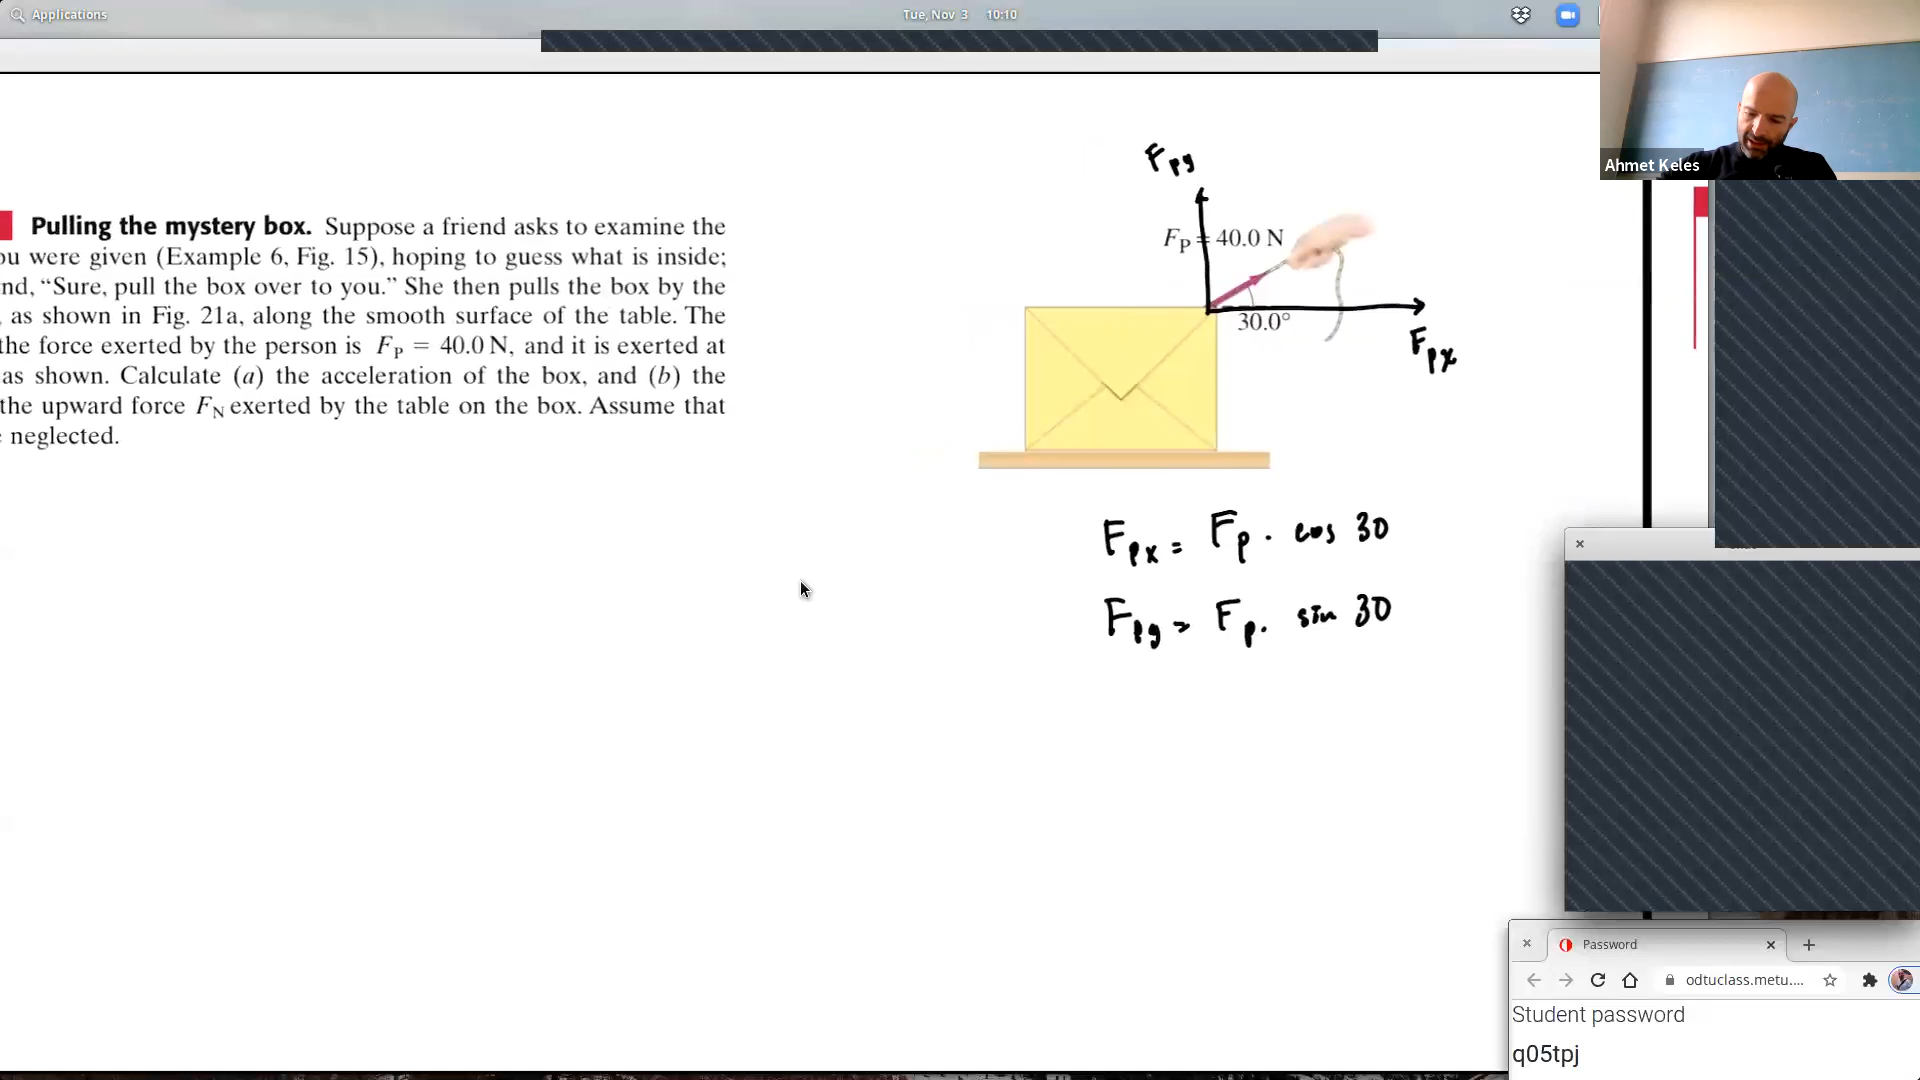 Applications
Tue, Nov 3 10:10
Ahmet Keles
Pulling the mystery box. Suppose a friend asks to examine the
ou were given (Example 6, Fig. 15), hoping to guess what is inside;
nd, “Sure, pull the box over to you.” She then pulls the box by the
, as shown in Fig. 21a, along the smooth surface of the table. The
the force exerted by the person is FP = 40.0 N, and it is exerted at
as shown. Calculate (a) the acceleration of the box, and (b) the
the upward force FN exerted by the table on the box. Assume that
e neglected.
Fpy
FP = 40.0 N
30.0°
Fpx
Fpx = Fp . cos 30
Fpy = Fp . sin 30
Password
odtuclass.metu....
Student password
q05tpj